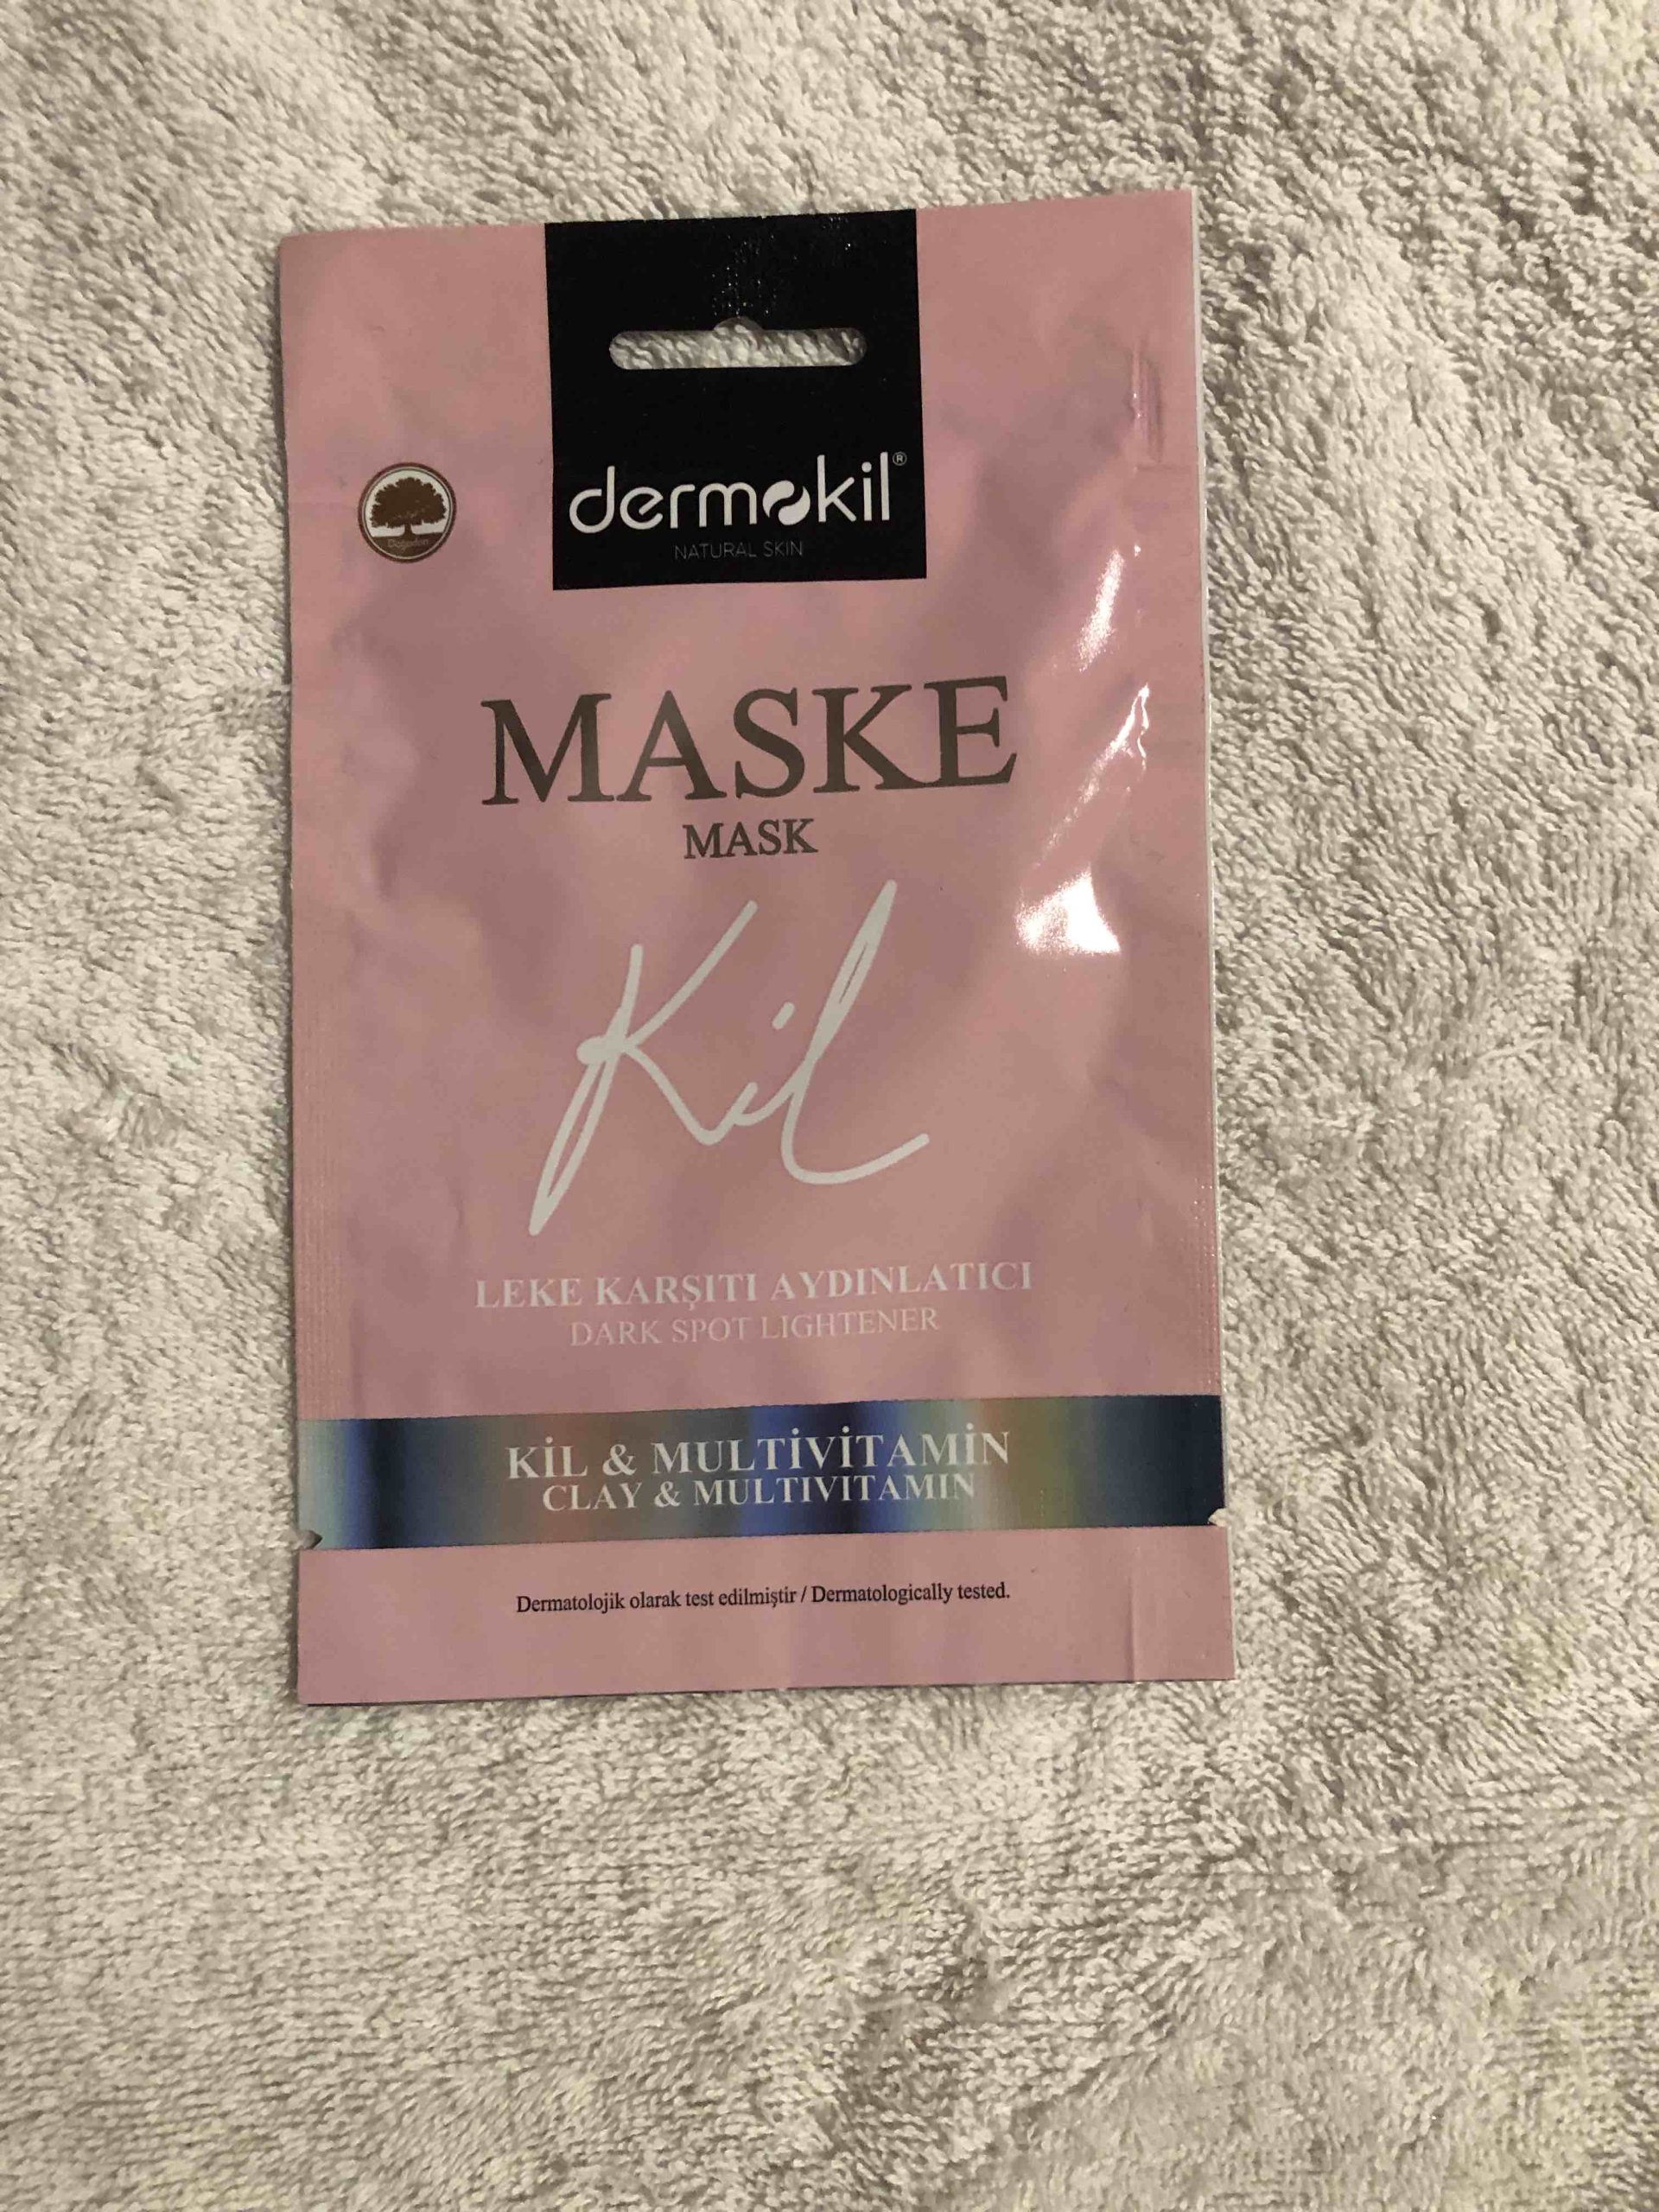 dermokil®
NATURAL SKIN
Doğadan
MASKE
MASK
Kil
LEKE KARŞITI AYDINLATICI
DARK SPOT LIGHTENER
KİL & MULTİVİTAMİN
CLAY & MULTIVITAMIN
Dermatolojik olarak test edilmiştir / Dermatologically tested.